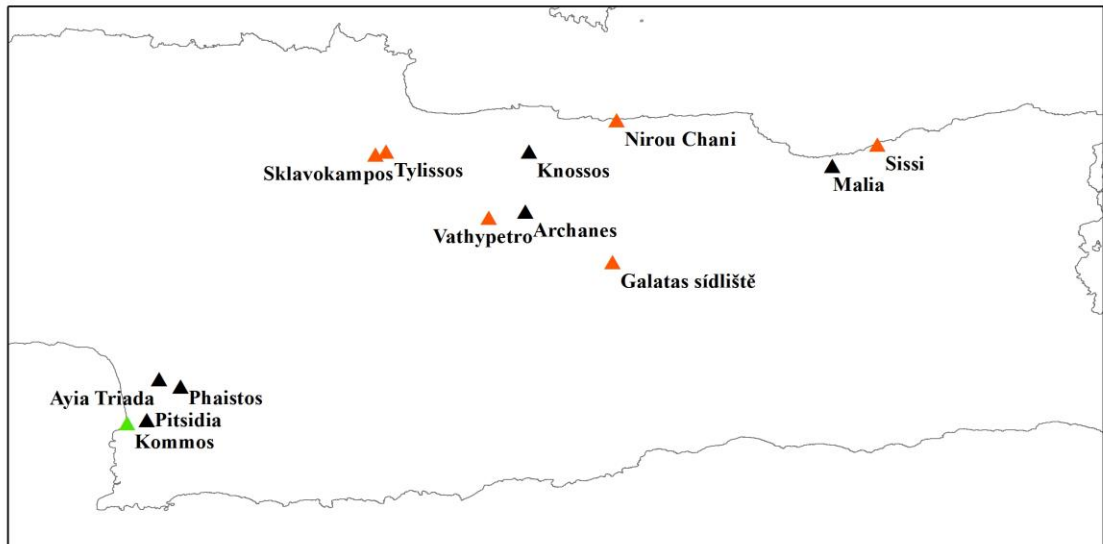 Nirou Chani
Sklavokampos
Tylissos
Knossos
Sissi
Malia
Vathypetro
Archanes
Galatas sídliště
Ayia Triada
Phaistos
Pitsidia
Kommos